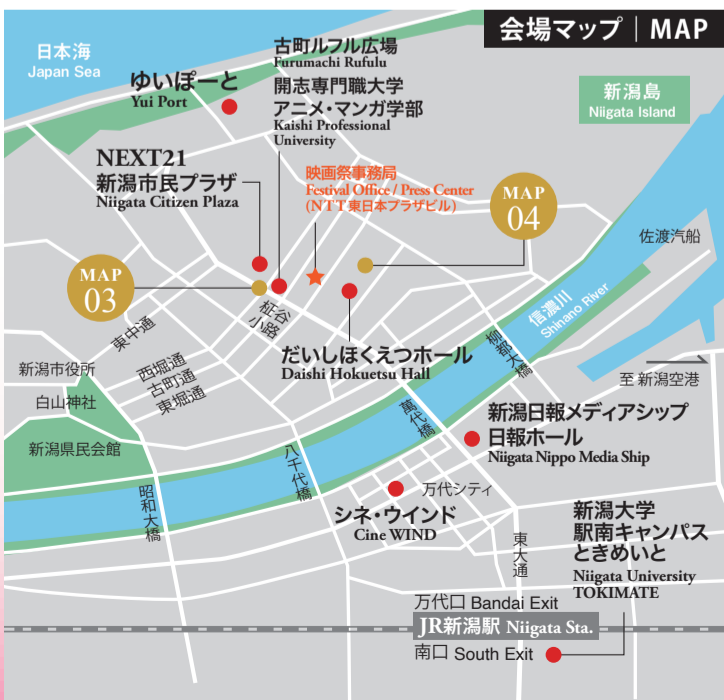 会場マップ｜MAP
日本海
Japan Sea
古町ルフル広場
Furumachi Rufulu
ゆいぽーと
Yui Port
開志専門職大学
アニメ・マンガ学部
Kaishi Professional
University
新潟島
Niigata Island
NEXT21
新潟市民プラザ
Niigata Citizen Plaza
映画祭事務局
Festival Office / Press Center
(NTT東日本プラザビル)
MAP
04
佐渡汽船
MAP
03
信濃川
Shinano River
柾谷
小路
東中通
柳都大橋
だいしほくえつホール
Daishi Hokuetsu Hall
新潟市役所
西堀通
古町通
東堀通
至 新潟空港
白山神社
萬代橋
新潟日報メディアシップ
日報ホール
Niigata Nippo Media Ship
新潟県民会館
八千代橋
昭和大橋
万代シティ
シネ・ウインド
Cine WIND
新潟大学
駅南キャンパス
ときめいと
Niigata University
TOKIMATE
東大通
万代口 Bandai Exit
JR新潟駅 Niigata Sta.
南口 South Exit